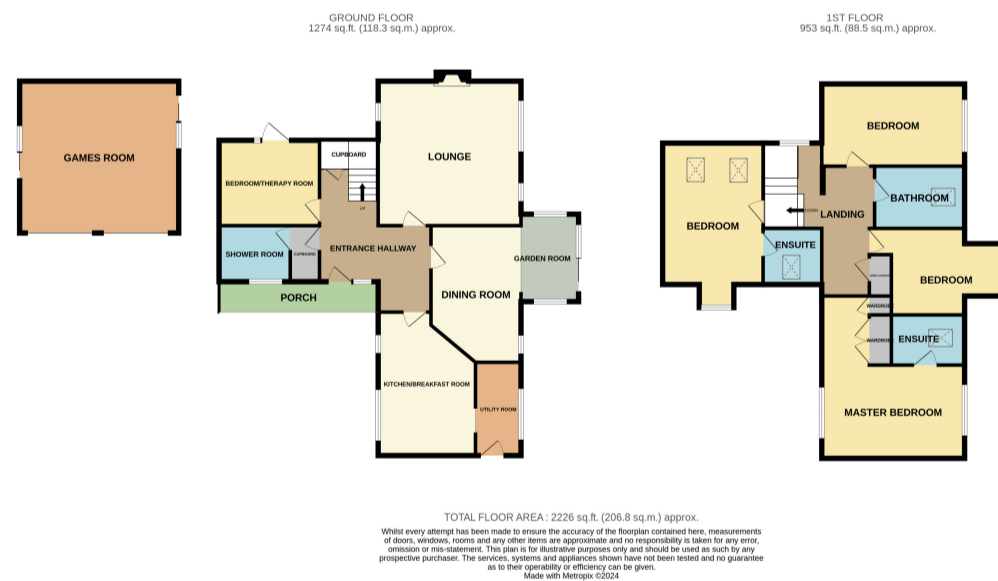 GROUND FLOOR
1274 sq.ft. (118.3 sq.m.) approx.
1ST FLOOR
953 sq.ft. (88.5 sq.m.) approx.
GAMES ROOM
CUPBOARD
LOUNGE
BEDROOM/THERAPY ROOM
UP
ENTRANCE HALLWAY
SHOWER ROOM
CUPBOARD
GARDEN ROOM
DINING ROOM
PORCH
KITCHEN/BREAKFAST ROOM
UTILITY ROOM
BEDROOM
BATHROOM
DOWN
LANDING
BEDROOM
ENSUITE
BEDROOM
WARDROBE
WARDROBE
ENSUITE
MASTER BEDROOM
TOTAL FLOOR AREA : 2226 sq.ft. (206.8 sq.m.) approx.
Whilst every attempt has been made to ensure the accuracy of the floorplan contained here, measurements
of doors, windows, rooms and any other items are approximate and no responsibility is taken for any error,
omission or mis-statement. This plan is for illustrative purposes only and should be used as such by any
prospective purchaser. The services, systems and appliances shown have not been tested and no guarantee
as to their operability or efficiency can be given.
Made with Metropix ©2024